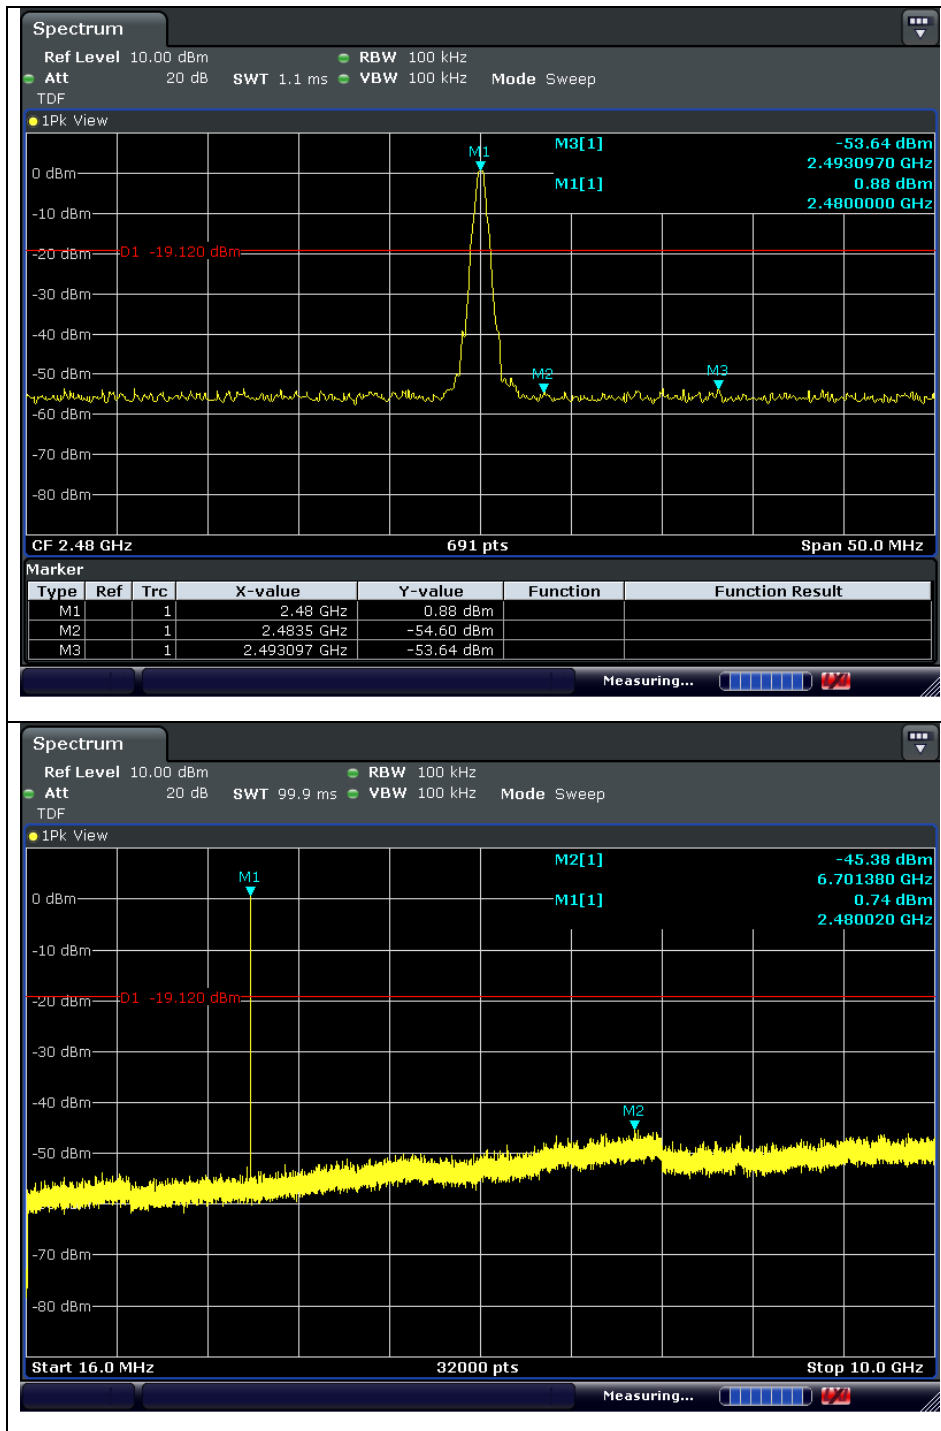 Spectrum
Ref Level 10.00 dBm RBW 100 kHz
Att 20 dB SWT 1.1 ms VBW 100 kHz Mode Sweep
TDF
1Pk View
M3[1] -53.64 dBm
2.4930970 GHz
M1[1] 0.88 dBm
2.4800000 GHz
M1
0 dBm
-10 dBm
-20 dBm D1 -19.120 dBm
-30 dBm
-40 dBm
-50 dBm
M2 M3
-60 dBm
-70 dBm
-80 dBm
CF 2.48 GHz 691 pts Span 50.0 MHz
Marker
Type Ref Trc X-value Y-value Function Function Result
M1 1 2.48 GHz 0.88 dBm
M2 1 2.4835 GHz -54.60 dBm
M3 1 2.493097 GHz -53.64 dBm
Measuring...
Spectrum
Ref Level 10.00 dBm RBW 100 kHz
Att 20 dB SWT 99.9 ms VBW 100 kHz Mode Sweep
TDF
1Pk View
M2[1] -45.38 dBm
6.701380 GHz
M1[1] 0.74 dBm
2.480020 GHz
M1
0 dBm
-10 dBm
-20 dBm D1 -19.120 dBm
-30 dBm
-40 dBm
M2
-50 dBm
-70 dBm
-80 dBm
Start 16.0 MHz 32000 pts Stop 10.0 GHz
Measuring...